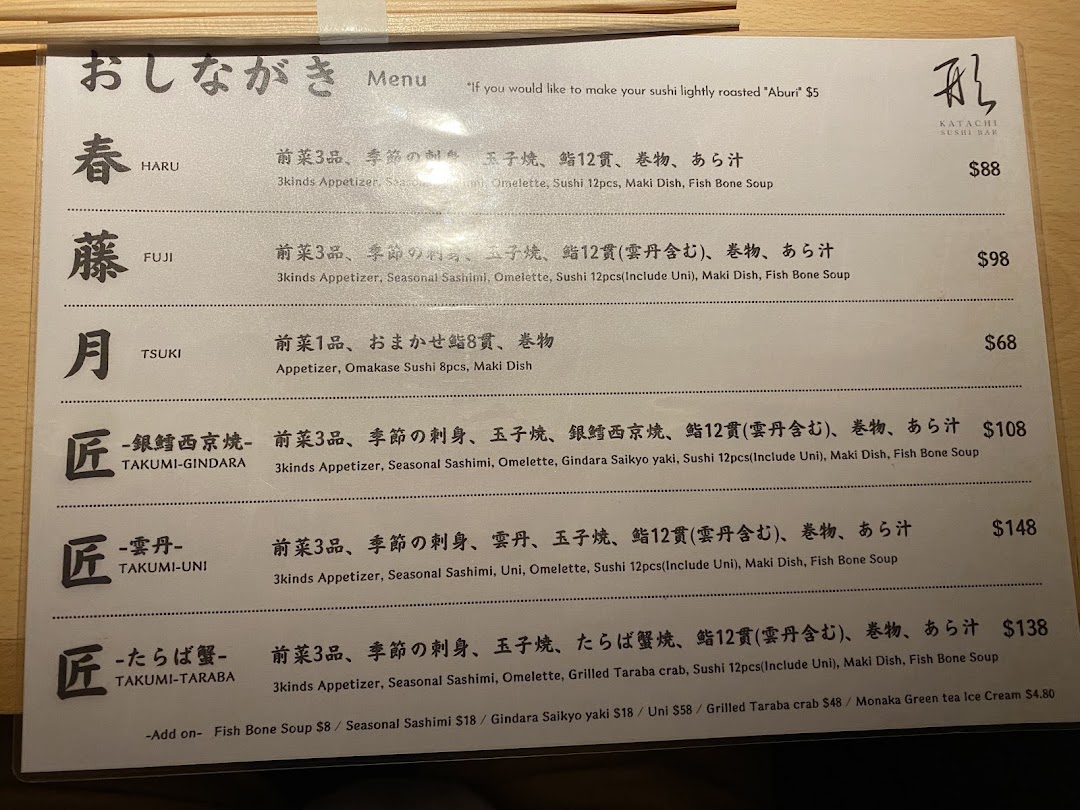 おしながき Menu "If you would like to make your sushi lightly roasted "Aburi" $5
形
KATACHI
SUSHI BAR
春 HARU 前菜3品、季節の刺身、玉子焼、鮨12貫、巻物、あら汁 $88
3kinds Appetizer, Seasonal Sashimi, Omelette, Sushi 12pcs, Maki Dish, Fish Bone Soup
藤 FUJI 前菜3品、季節の刺身、玉子焼、鮨12貫(雲丹含む)、巻物、あら汁 $98
3kinds Appetizer, Seasonal Sashimi, Omelette, Sushi 12pcs(Include Uni), Maki Dish, Fish Bone Soup
月 TSUKI 前菜1品、おまかせ鮨8貫、巻物 $68
Appetizer, Omakase Sushi 8pcs, Maki Dish
匠 -銀鱈西京焼- 前菜3品、季節の刺身、玉子焼、銀鱈西京焼、鮨12貫(雲丹含む)、巻物、あら汁 $108
TAKUMI-GINDARA 3kinds Appetizer, Seasonal Sashimi, Omelette, Gindara Saikyo yaki, Sushi 12pcs(Include Uni), Maki Dish, Fish Bone Soup
匠 -雲丹- 前菜3品、季節の刺身、雲丹、玉子焼、鮨12貫(雲丹含む)、巻物、あら汁 $148
TAKUMI-UNI 3kinds Appetizer, Seasonal Sashimi, Uni, Omelette, Sushi 12pcs(Include Uni), Maki Dish, Fish Bone Soup
匠 -たらば蟹- 前菜3品、季節の刺身、玉子焼、たらば蟹焼、鮨12貫(雲丹含む)、巻物、あら汁 $138
TAKUMI-TARABA 3kinds Appetizer, Seasonal Sashimi, Omelette, Grilled Taraba crab, Sushi 12pcs(Include Uni), Maki Dish, Fish Bone Soup
-Add on- Fish Bone Soup $8 / Seasonal Sashimi $18 / Gindara Saikyo yaki $18 / Uni $58 / Grilled Taraba crab $48 / Monaka Green tea Ice Cream $4.80